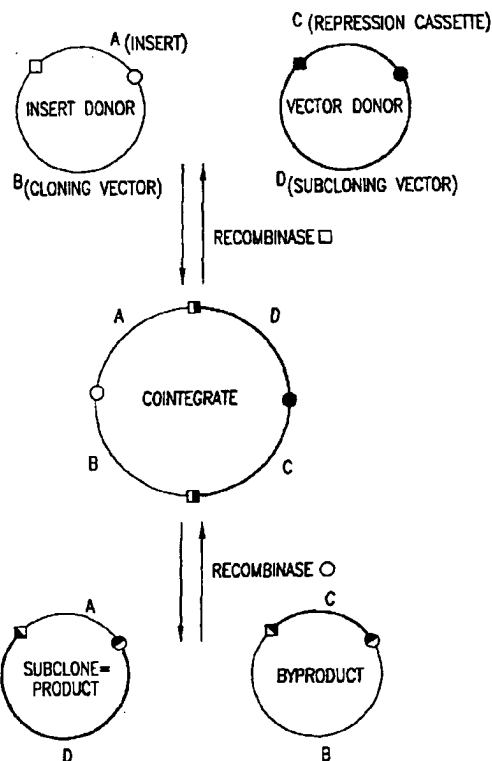 A (INSERT)
C (REPRESSION CASSETTE)
INSERT DONOR
VECTOR DONOR
B (CLONING VECTOR)
D (SUBCLONING VECTOR)
RECOMBINASE
A
D
COINTEGRATE
B
C
RECOMBINASE
A
C
SUBCLONE=
PRODUCT
BYPRODUCT
D
B